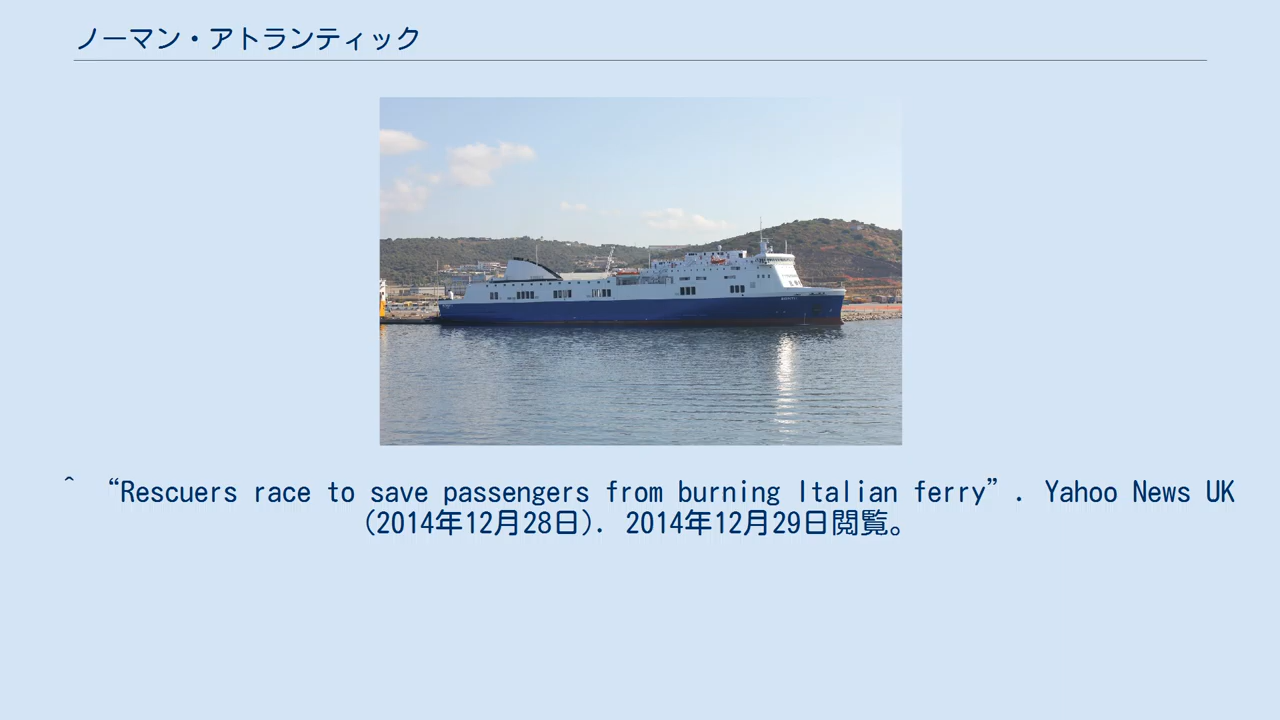 ノーマン・アトランティック
^ “Rescuers race to save passengers from burning Italian ferry”. Yahoo News UK
(2014年12月28日). 2014年12月29日閲覧。